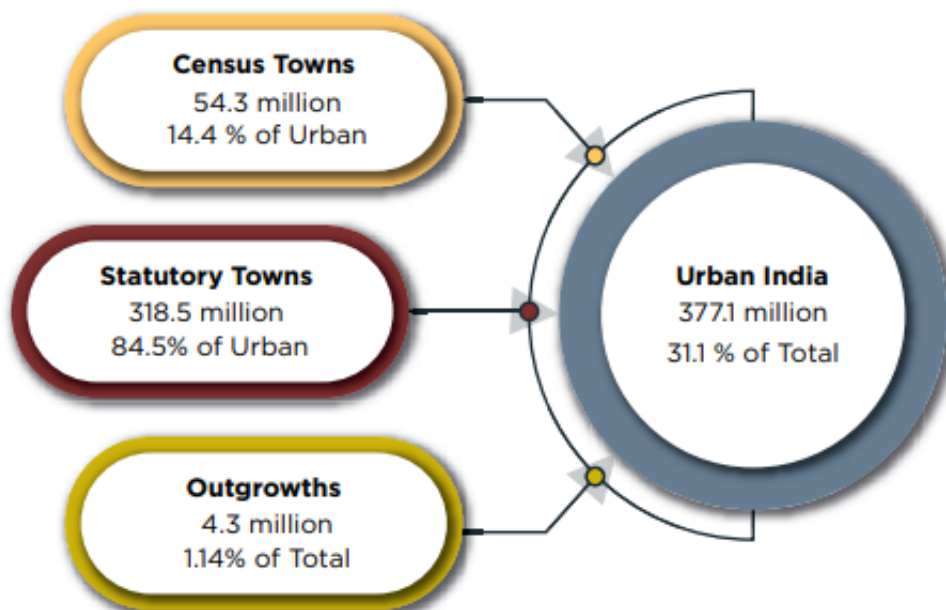 Census Towns
54.3 million
14.4 % of Urban
Statutory Towns
318.5 million
84.5% of Urban
Outgrowths
4.3 million
1.14% of Total
Urban India
377.1 million
31.1 % of Total